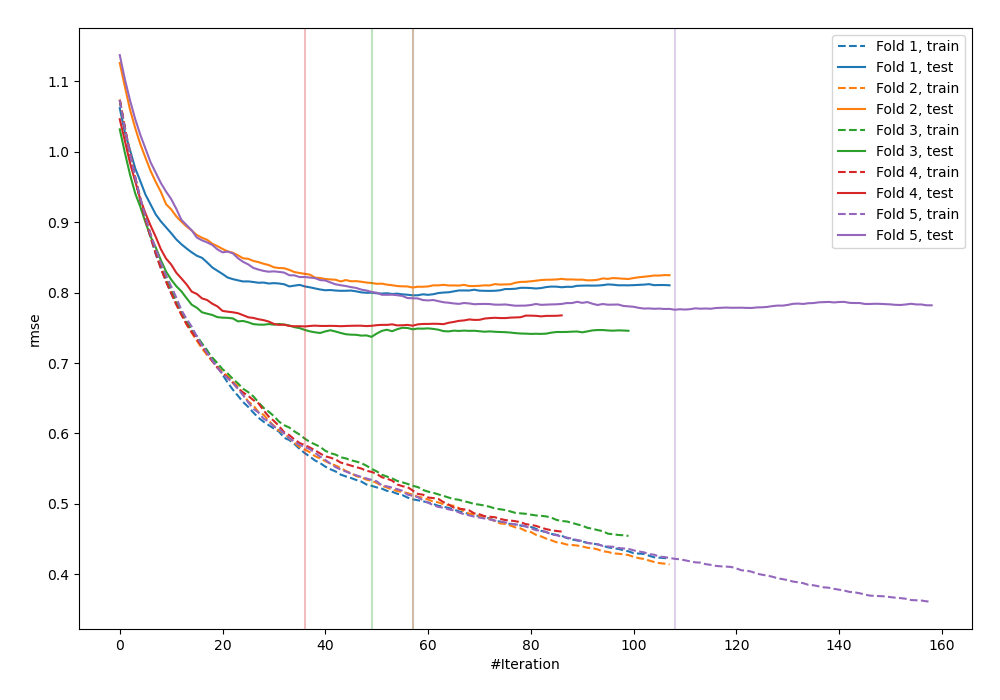 Fold 1, train
Fold 1, test
Fold 2, train
Fold 2, test
Fold 3, train
Fold 3, test
Fold 4, train
Fold 4, test
Fold 5, train
Fold 5, test
1.1
1.0
0.9
0.8
0.7
0.6
0.5
0.4
rmse
0 20 40 60 80 100 120 140 160
#Iteration